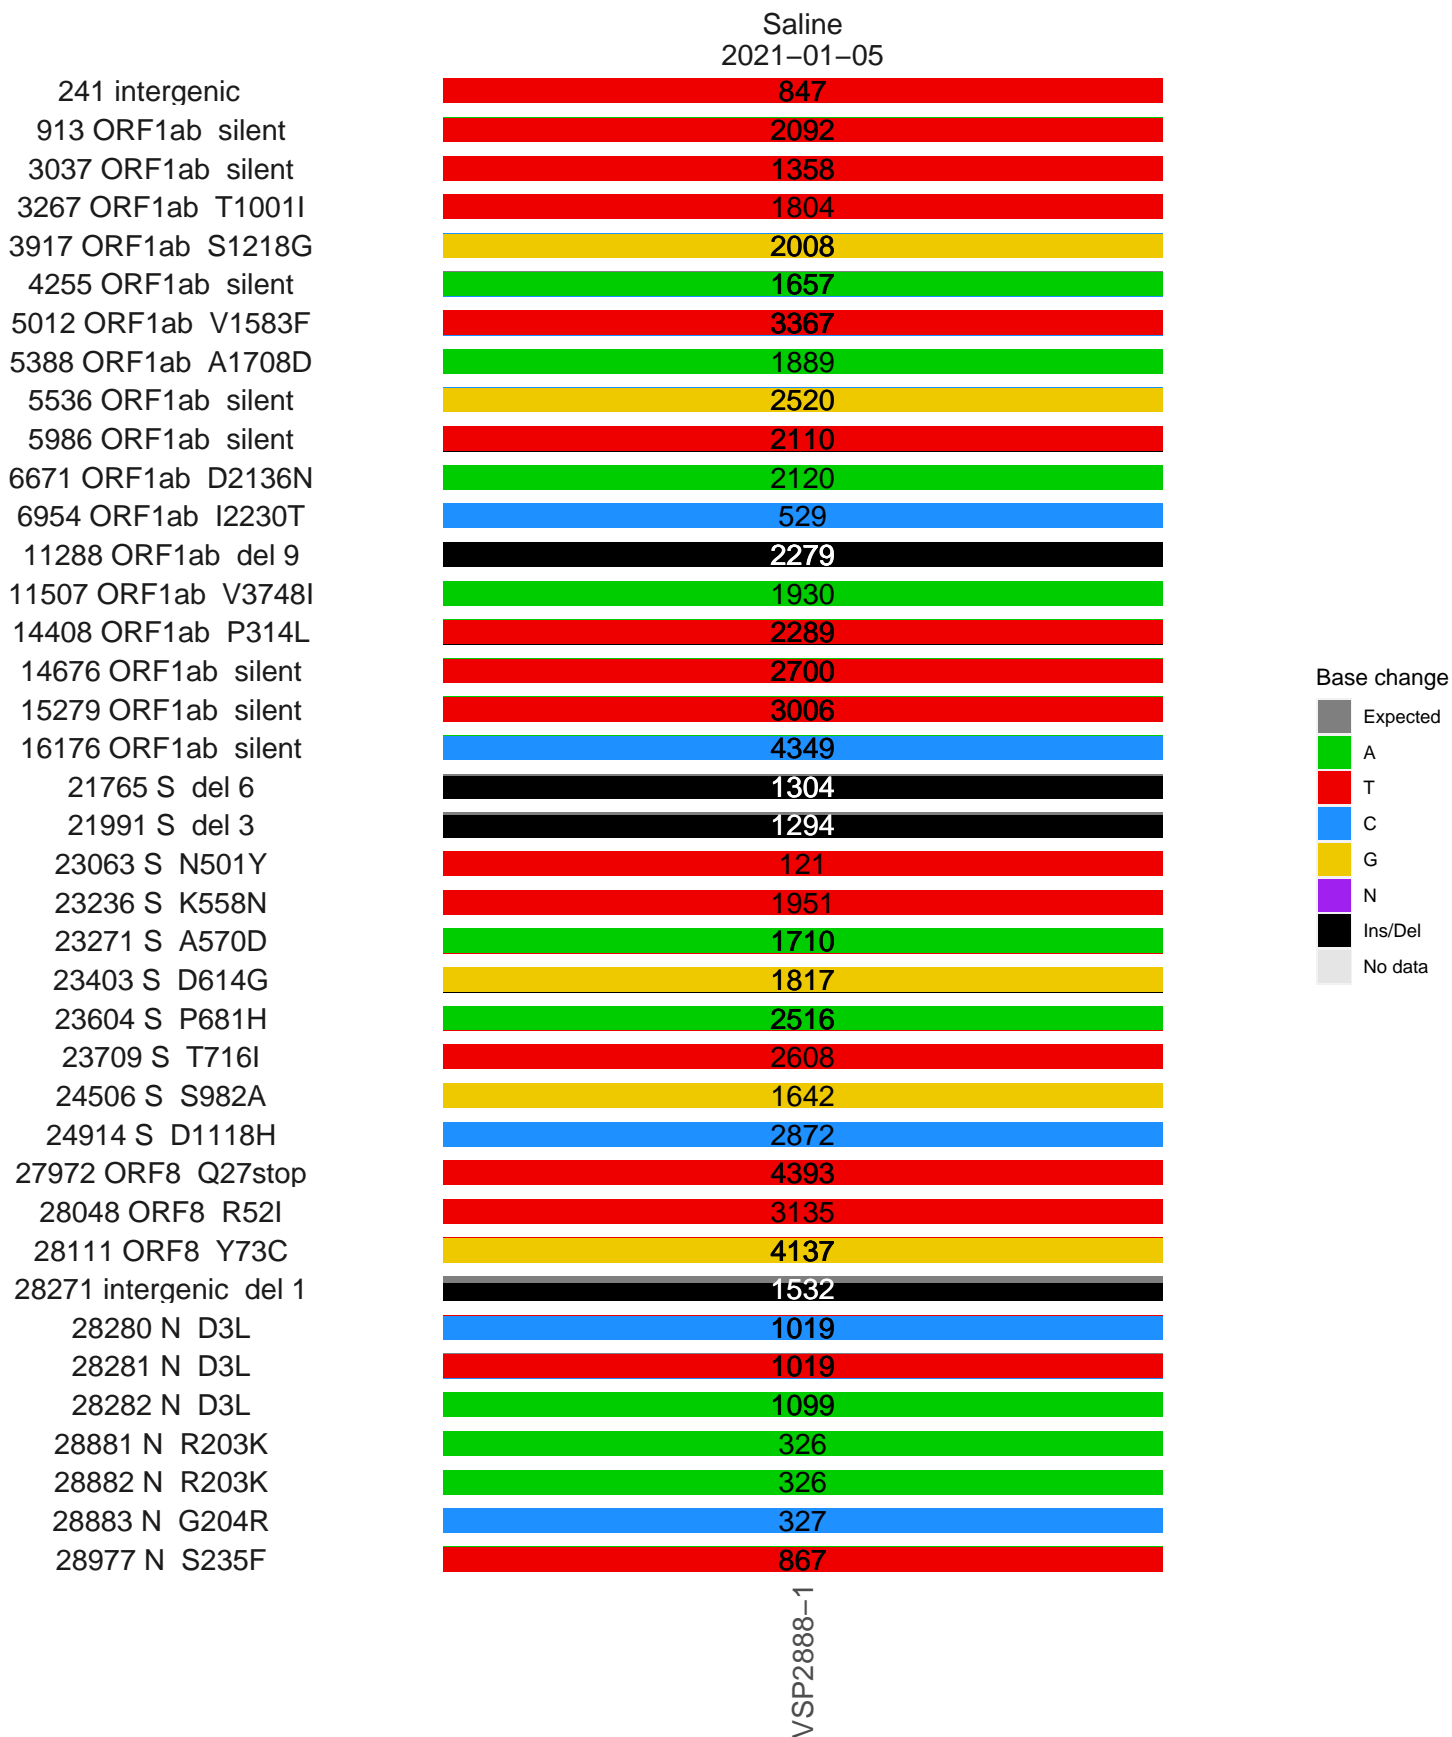 Saline
2021−01−05
241 intergenic 847
913 ORF1ab silent 2092
3037 ORF1ab silent 1358
3267 ORF1ab T1001I 1804
3917 ORF1ab S1218G 2008
4255 ORF1ab silent 1657
5012 ORF1ab V1583F 3367
5388 ORF1ab A1708D 1889
5536 ORF1ab silent 2520
5986 ORF1ab silent 2110
6671 ORF1ab D2136N 2120
6954 ORF1ab I2230T 529
11288 ORF1ab del 9 2279
11507 ORF1ab V3748I 1930
14408 ORF1ab P314L 2289
14676 ORF1ab silent 2700
15279 ORF1ab silent 3006
16176 ORF1ab silent 4349
21765 S del 6 1304
21991 S del 3 1294
23063 S N501Y 121
23236 S K558N 1951
23271 S A570D 1710
23403 S D614G 1817
23604 S P681H 2516
23709 S T716I 2608
24506 S S982A 1642
24914 S D1118H 2872
27972 ORF8 Q27stop 4393
28048 ORF8 R52I 3135
28111 ORF8 Y73C 4137
28271 intergenic del 1 1532
28280 N D3L 1019
28281 N D3L 1019
28282 N D3L 1099
28881 N R203K 326
28882 N R203K 326
28883 N G204R 327
28977 N S235F 867
VSP2888−1
Base change
Expected
A
T
C
G
N
Ins/Del
No data